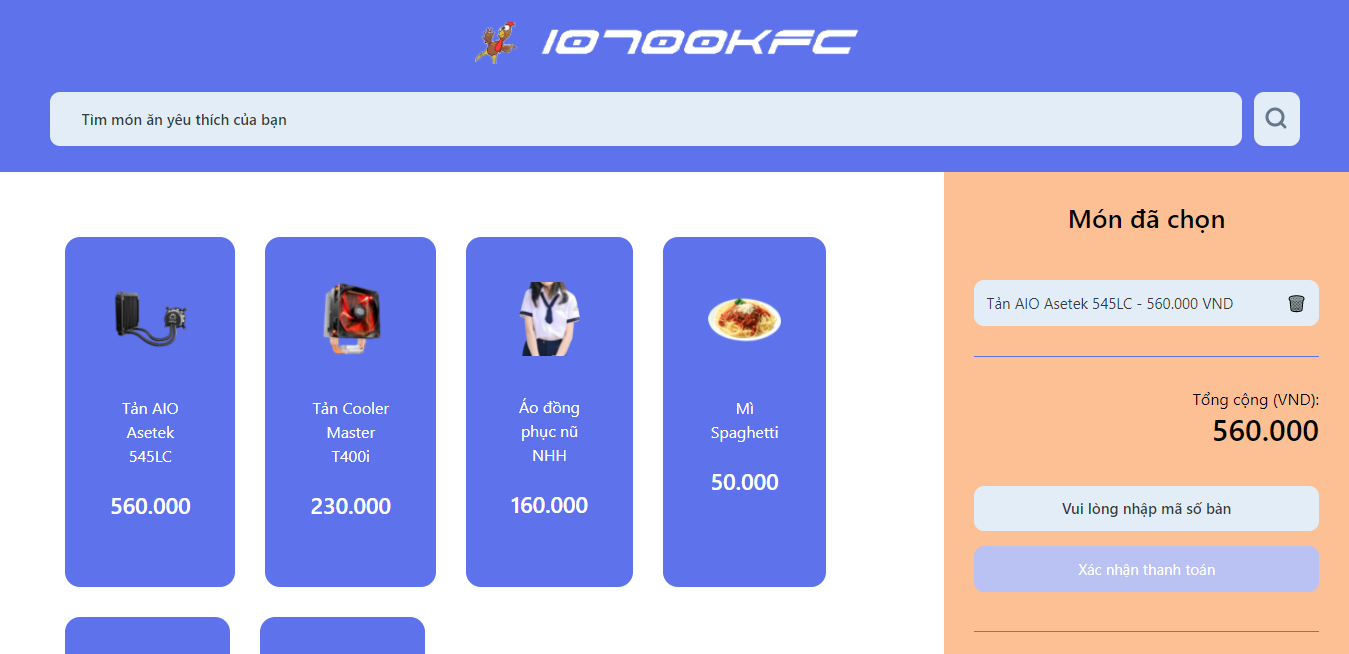 10700KFC
Tìm món ăn yêu thích của bạn
Tản AIO
Asetek
545LC
560.000
Tản Cooler
Master
T400i
230.000
Áo đồng
phục nũ
NHH
160.000
Mì
Spaghetti
50.000
Món đã chọn
Tản AIO Asetek 545LC - 560.000 VND
Tổng cộng (VND):
560.000
Vui lòng nhập mã số bàn
Xác nhận thanh toán